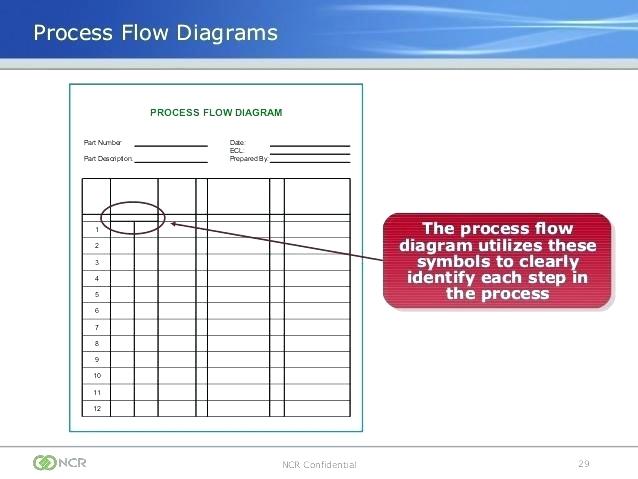 Process Flow Diagrams
PROCESS FLOW DIAGRAM
Part Number
Date:
ECL:
Part Description:
Prepared By:
The process flow
diagram utilizes these
symbols to clearly
identify each step in
the process
1
2
3
4
5
6
7
8
9
10
11
12
NCR
NCR Confidential
29